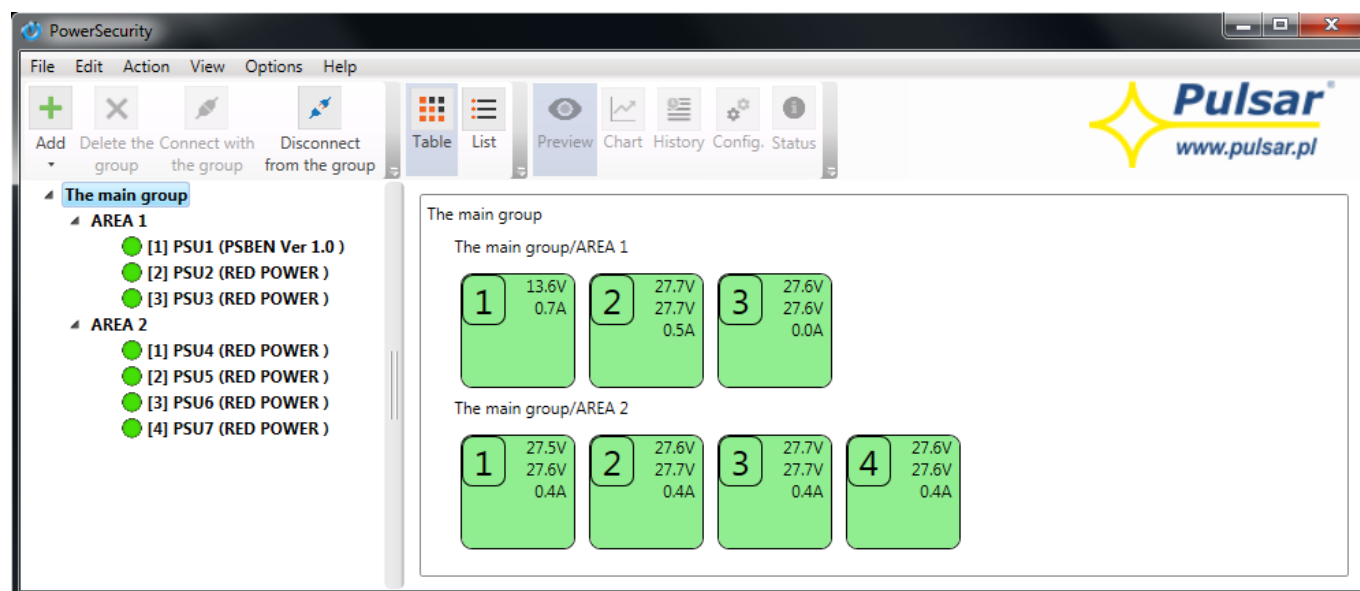 PowerSecurity
File Edit Action View Options Help
Add Delete the group Connect with the group Disconnect from the group Table List Preview Chart History Config. Status
Pulsar®
www.pulsar.pl
The main group
AREA 1
[1] PSU1 (PSBEN Ver 1.0 )
[2] PSU2 (RED POWER )
[3] PSU3 (RED POWER )
AREA 2
[1] PSU4 (RED POWER )
[2] PSU5 (RED POWER )
[3] PSU6 (RED POWER )
[4] PSU7 (RED POWER )
The main group
The main group/AREA 1
1 13.6V 0.7A
2 27.7V 27.7V 0.5A
3 27.6V 27.6V 0.0A
The main group/AREA 2
1 27.5V 27.6V 0.4A
2 27.6V 27.7V 0.4A
3 27.7V 27.7V 0.4A
4 27.6V 27.6V 0.4A